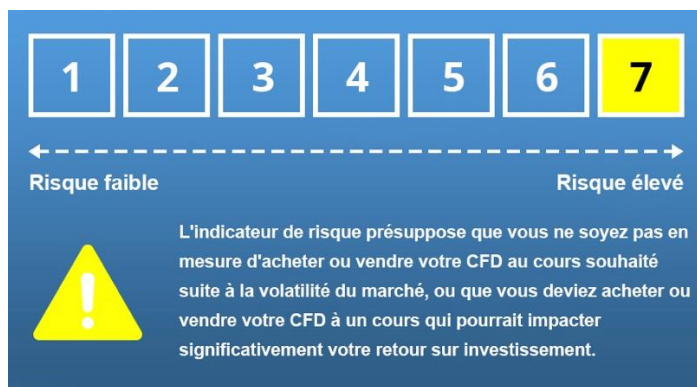 1 2 3 4 5 6 7
Risque faible Risque élevé
L'indicateur de risque présuppose que vous ne soyez pas en
mesure d'acheter ou vendre votre CFD au cours souhaité
suite à la volatilité du marché, ou que vous deviez acheter ou
vendre votre CFD à un cours qui pourrait impacter
significativement votre retour sur investissement.